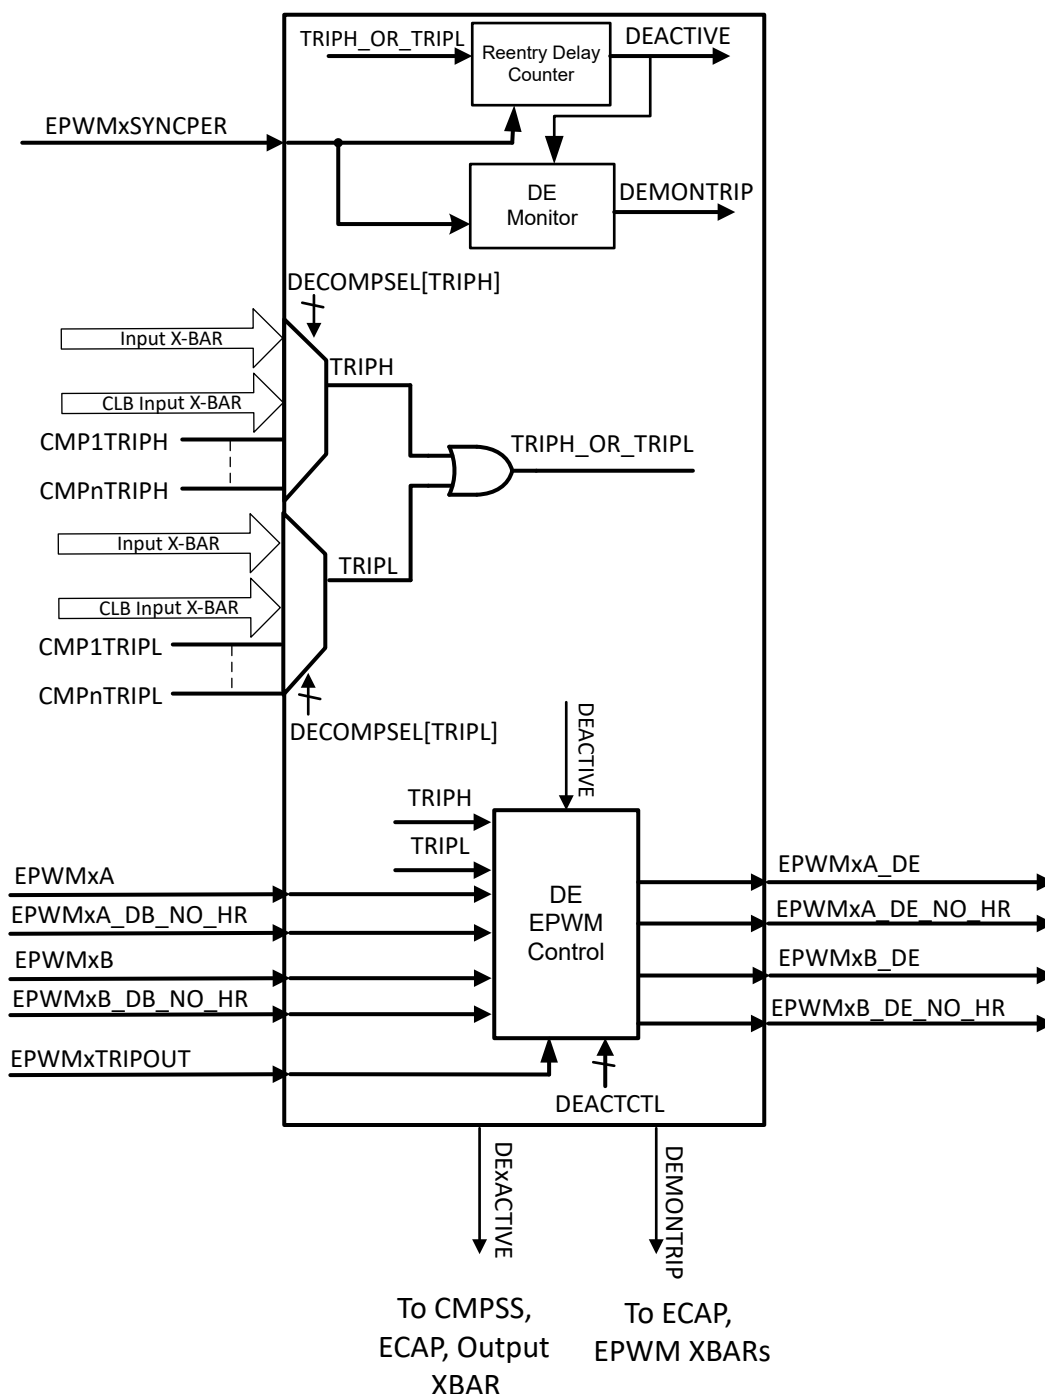 TRIPH_OR_TRIPL
Reentry Delay
Counter
DEACTIVE
EPWMxSYNCPER
DE
Monitor
DEMONTRIP
DECOMPSEL[TRIPH]
Input X-BAR
TRIPH
CLB Input X-BAR
CMP1TRIPH
TRIPH_OR_TRIPL
CMPnTRIPH
Input X-BAR
TRIPL
CLB Input X-BAR
CMP1TRIPL
CMPnTRIPL
DECOMPSEL[TRIPL]
DEACTIVE
TRIPH
TRIPL
EPWMxA
EPWMxA_DB_NO_HR
EPWMxB
EPWMxB_DB_NO_HR
DE
EPWM
Control
EPWMxA_DE
EPWMxA_DE_NO_HR
EPWMxB_DE
EPWMxB_DE_NO_HR
EPWMxTRIPOUT
DEACTCTL
DExACTIVE
DEMONTRIP
To CMPSS,
ECAP, Output
XBAR
To ECAP,
EPWM XBARs